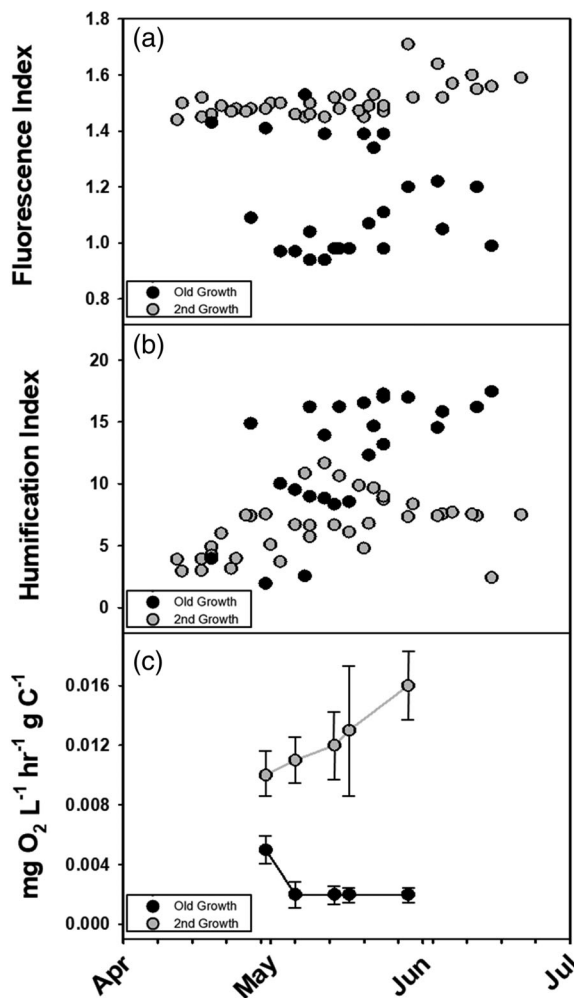 (a)
Fluorescence Index
1.8
1.6
1.4
1.2
1.0
0.8
Old Growth
2nd Growth
(b)
Humification Index
20
15
10
5
0
Old Growth
2nd Growth
(c)
mg O₂ L⁻¹ hr⁻¹ g C⁻¹
0.016
0.012
0.008
0.004
0.000
Old Growth
2nd Growth
Apr
May
Jun
Jul